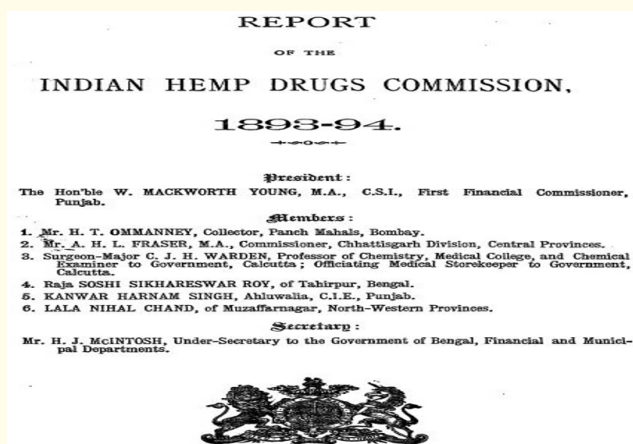 REPORT
OF THE
INDIAN HEMP DRUGS COMMISSION,
1893-94.
President:
The Hon'ble W. MACKWORTH YOUNG, M.A., C.S.I., First Financial Commissioner,
Punjab.
Members:
1. Mr. H. T. OMMANNEY, Collector, Panch Mahals, Bombay.
2. Mr. A. H. L. FRASER, M.A., Commissioner, Chhattisgarh Division, Central Provinces.
3. Surgeon-Major C. J. H. WARDEN, Professor of Chemistry, Medical College, and Chemical
Examiner to Government, Calcutta; Officiating Medical Storekeeper to Government,
Calcutta.
4. Raja SOSHI SIKHARESWAR ROY, of Tahirpur, Bengal.
5. KANWAR HARNAM SINGH, Ahluwalia, C.I.E., Punjab.
6. LALA NIHAL CHAND, of Muzaffarnagar, North-Western Provinces.
Secretary:
Mr. H. J. McINTOSH, Under-Secretary to the Government of Bengal, Financial and Munici-
pal Departments.